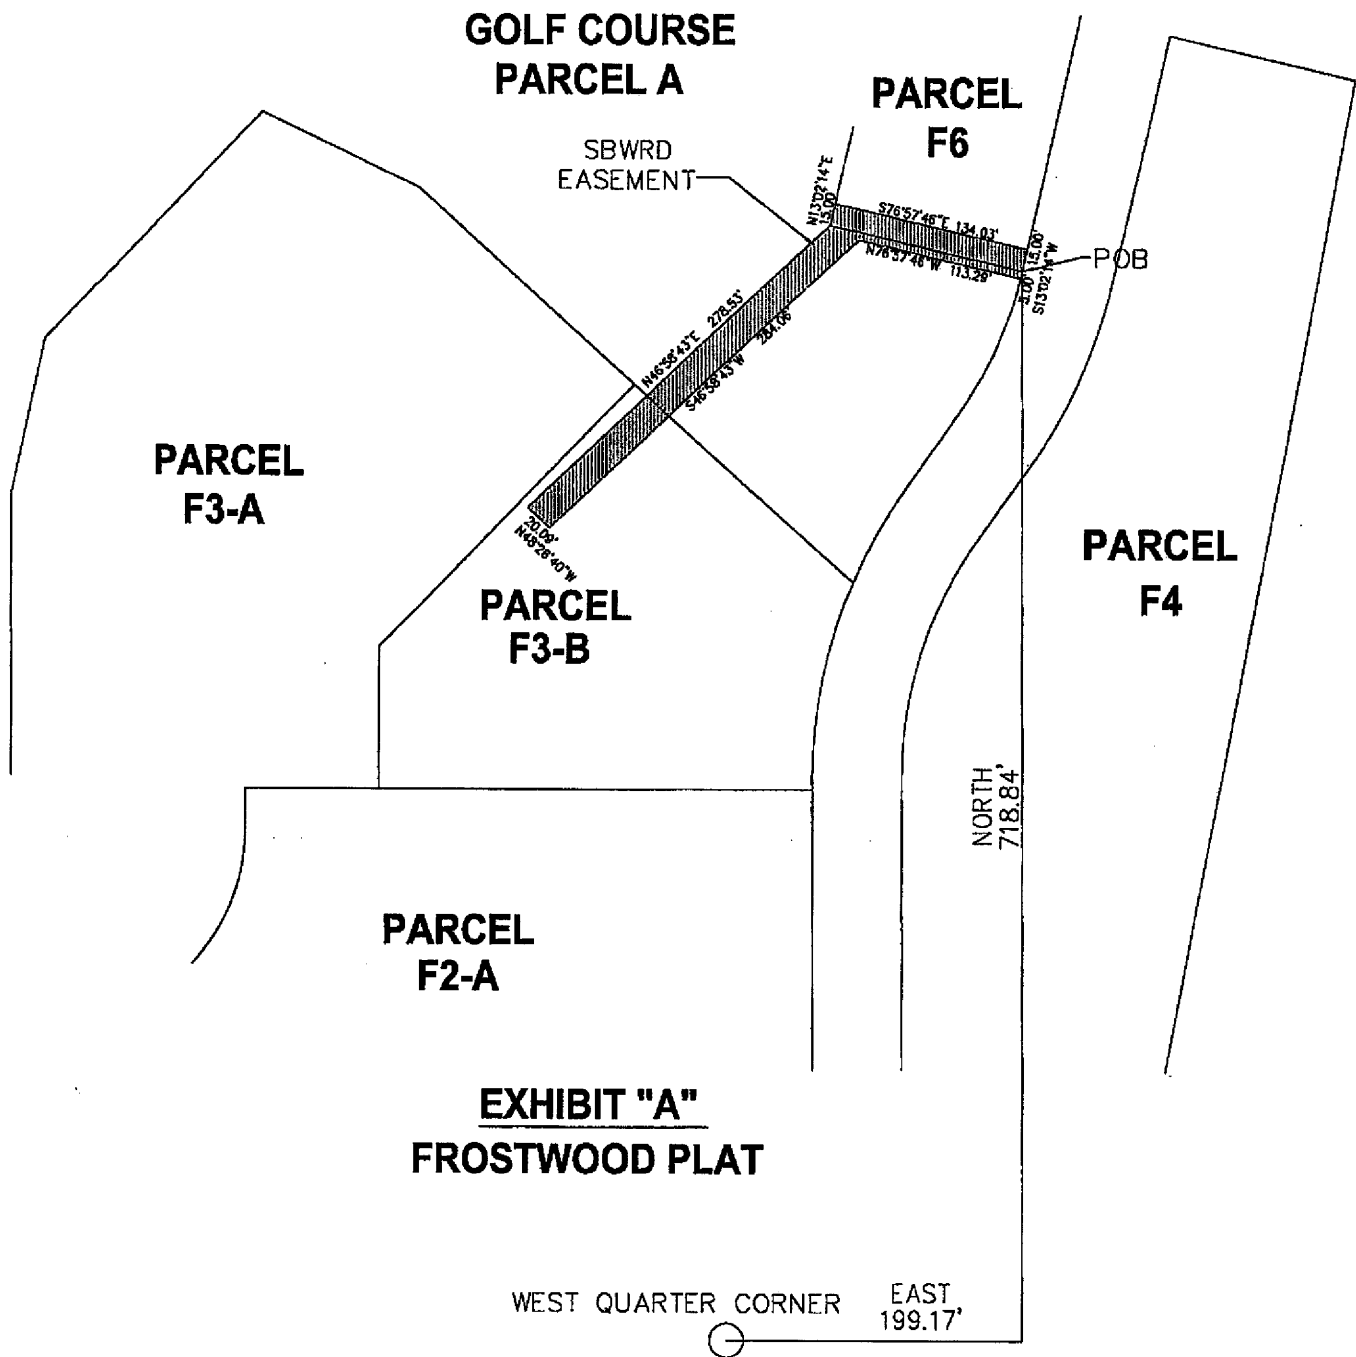 GOLF COURSE
PARCEL A
PARCEL
F6
SBWRD
EASEMENT
N13°02'14"E
15.00'
S76°57'46"E 134.03'
15.00'
POB
N76°57'46"W 113.29'
5.00'
S13°02'14"W
N46°58'43"E 278.53'
S46°58'43"W 284.06'
PARCEL
F3-A
20.09'
N48°28'40"W
PARCEL
F3-B
PARCEL
F4
NORTH
718.84'
PARCEL
F2-A
EXHIBIT "A"
FROSTWOOD PLAT
WEST QUARTER CORNER
EAST
199.17'